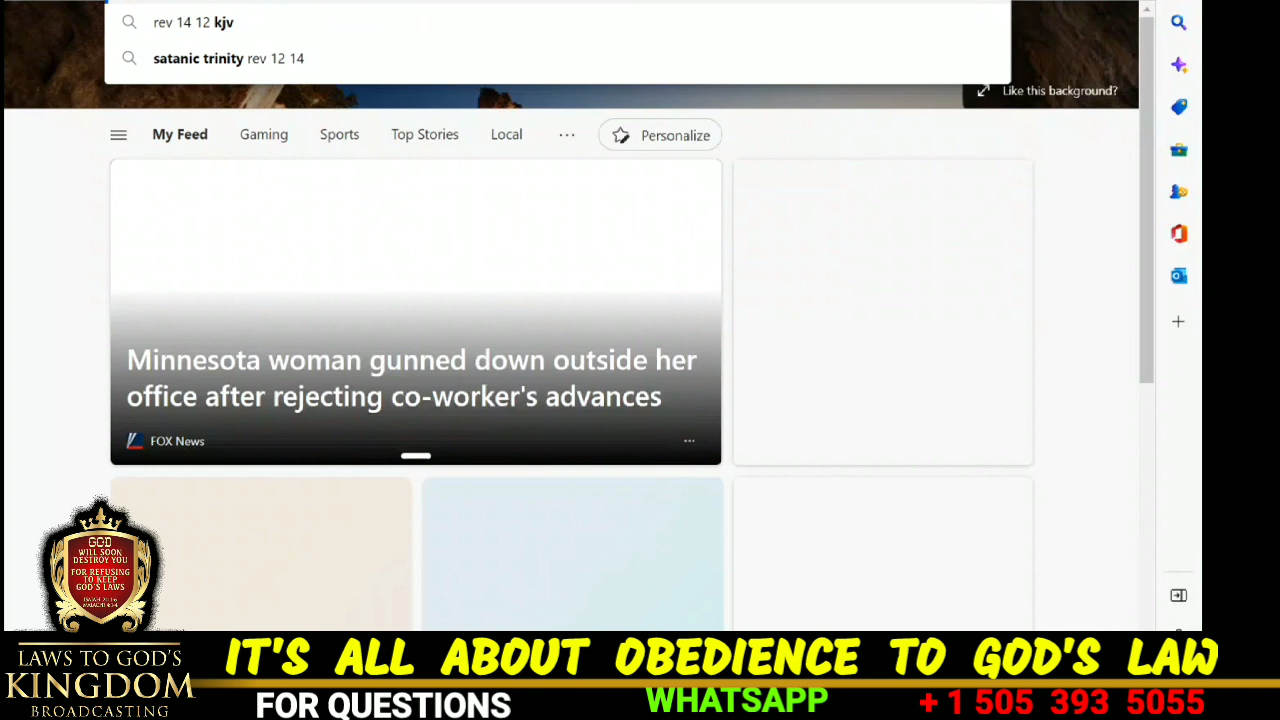 rev 14 12 kjv
satanic trinity rev 12 14
Like this background?
My Feed Gaming Sports Top Stories Local ... Personalize
Minnesota woman gunned down outside her
office after rejecting co-worker's advances
FOX News
GOD
WILL SOON
DESTROY YOU
FOR REFUSING
TO KEEP
GOD'S LAWS
LAWS TO GOD'S
KINGDOM
BROADCASTING
IT'S ALL ABOUT OBEDIENCE TO GOD'S LAW
FOR QUESTIONS WHATSAPP + 1 505 393 5055